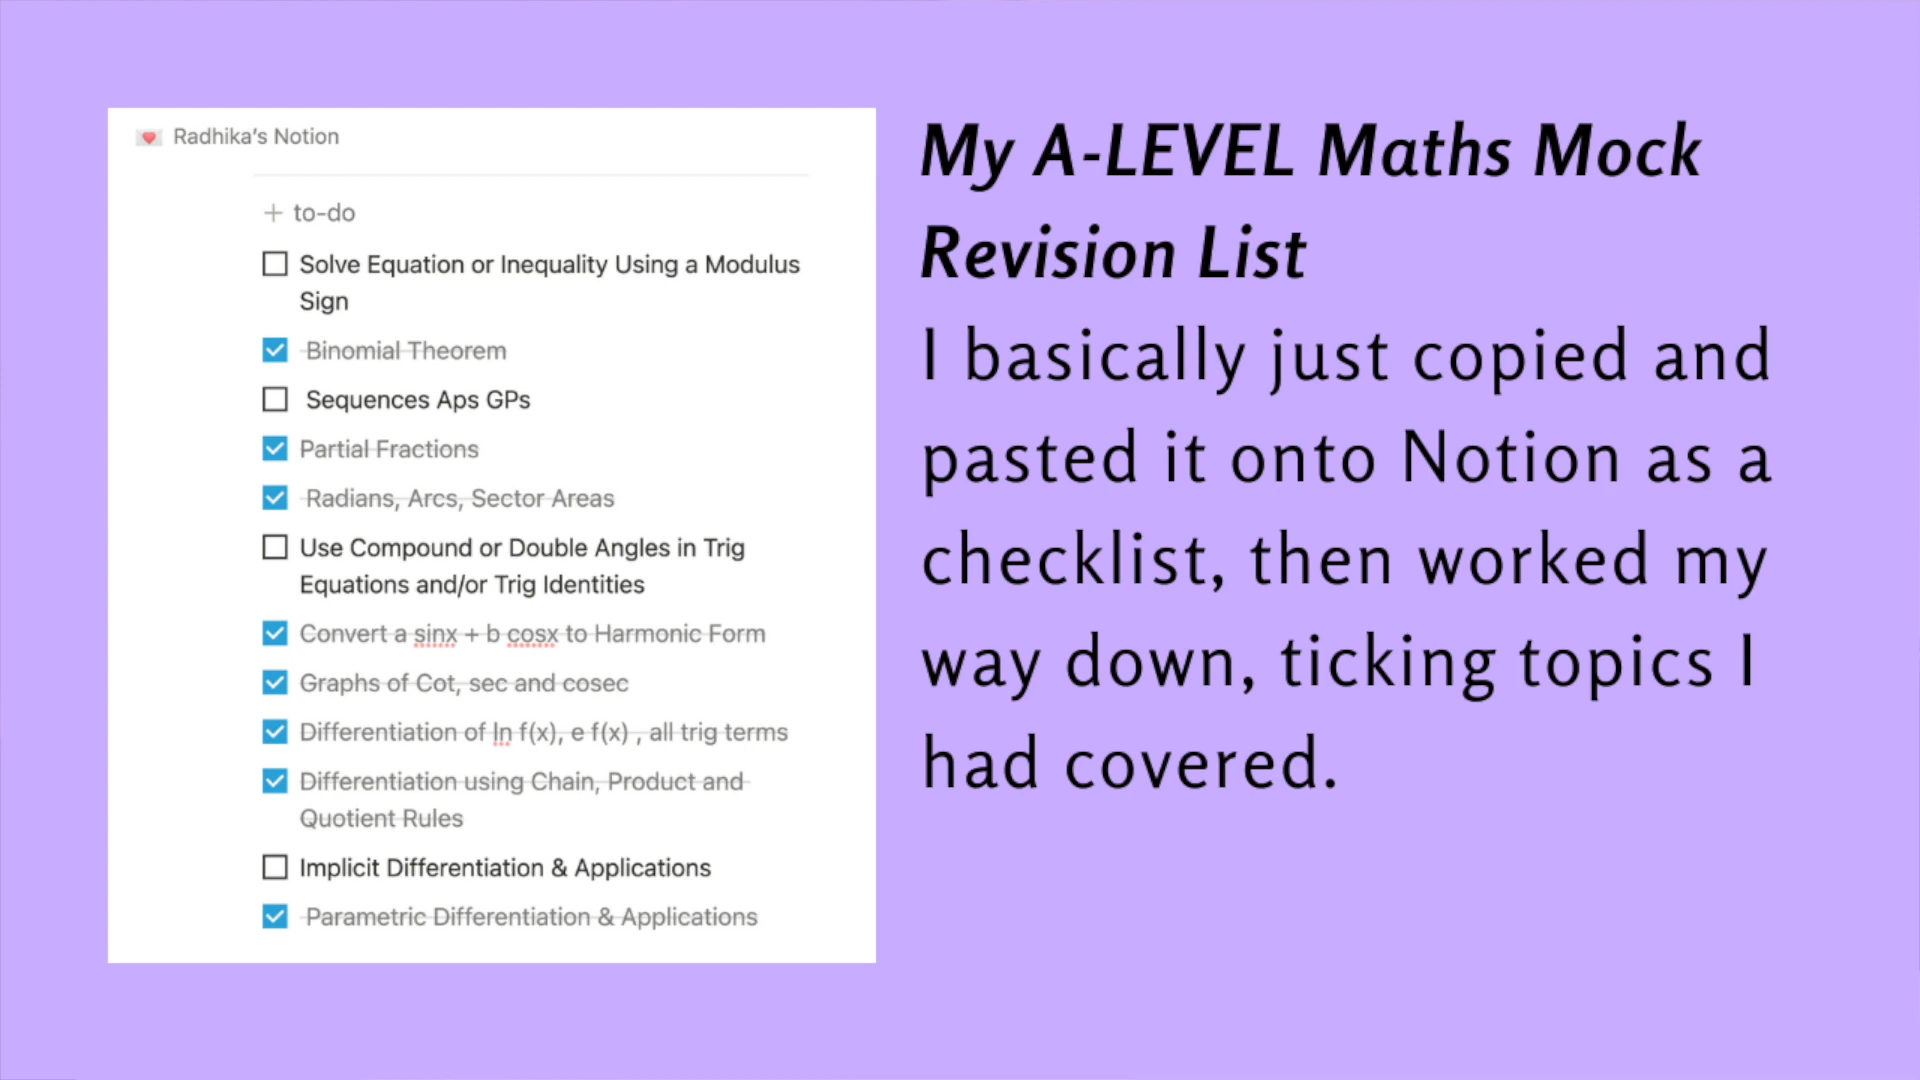 Radhika's Notion
+ to-do
Solve Equation or Inequality Using a Modulus
Sign
Binomial Theorem
Sequences Aps GPs
Partial Fractions
Radians, Arcs, Sector Areas
Use Compound or Double Angles in Trig
Equations and/or Trig Identities
Convert a sinx + b cosx to Harmonic Form
Graphs of Cot, sec and cosec
Differentiation of ln f(x), e f(x) , all trig terms
Differentiation using Chain, Product and
Quotient Rules
Implicit Differentiation & Applications
Parametric Differentiation & Applications
My A-LEVEL Maths Mock
Revision List
I basically just copied and
pasted it onto Notion as a
checklist, then worked my
way down, ticking topics I
had covered.